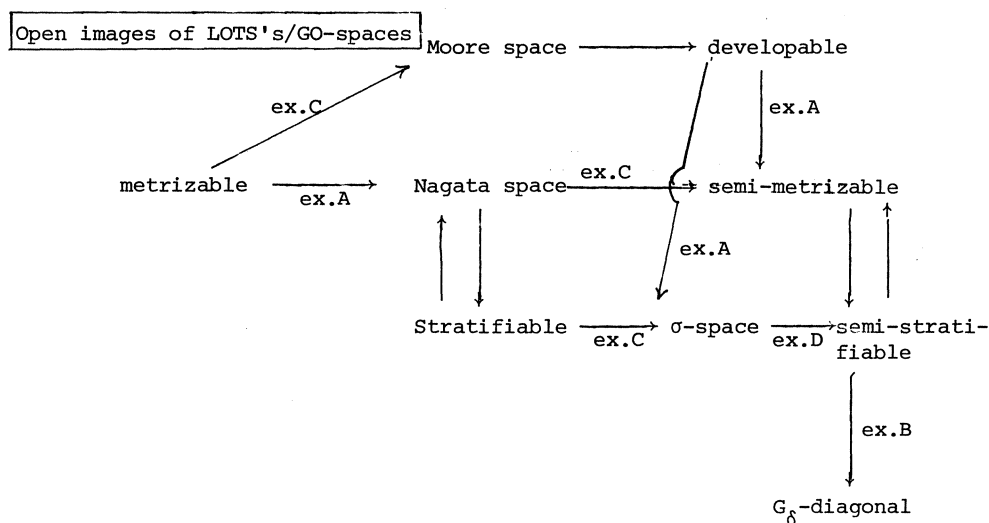 Open images of LOTS's/GO-spaces
Moore space developable
ex.C ex.A
metrizable Nagata space ex.C semi-metrizable
ex.A
ex.A
Stratifiable σ-space semi-strati-
ex.C ex.D fiable
ex.B
G_δ-diagonal